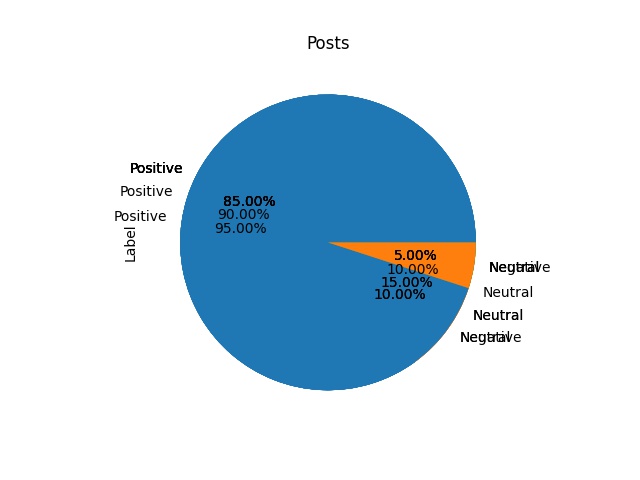 Posts
Positive
Positive
Positive
Label
85.00%
90.00%
95.00%
5.00%
10.00%
15.00%
10.00%
Neutral
Neutral